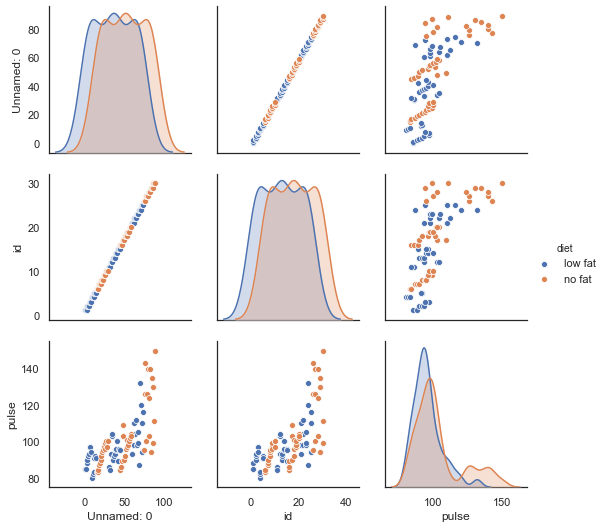 80
60
40
20
0
Unnamed: 0
30
20
10
0
id
diet
low fat
no fat
140
120
100
80
pulse
0 50 100
0 20 40
100 150
Unnamed: 0 id pulse